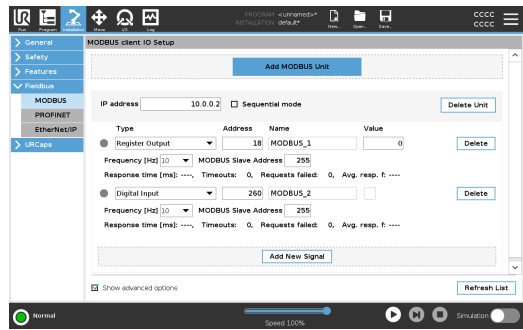 Run Program Installation Move I/O Log
PROGRAM <unnamed>*
INSTALLATION default*
New... Open... Save...
CCCC
CCCC
General
MODBUS client IO Setup
Safety
Features
Fieldbus
MODBUS
PROFINET
EtherNet/IP
URCaps
Add MODBUS Unit
IP address 10.0.0.2 Sequential mode Delete Unit
Type Address Name Value
Register Output 18 MODBUS_1 0 Delete
Frequency [Hz] 10 MODBUS Slave Address 255
Response time [ms]: ----, Timeouts: 0, Requests failed: 0, Avg. resp. f: ----
Digital Input 260 MODBUS_2 Delete
Frequency [Hz] 10 MODBUS Slave Address 255
Response time [ms]: ----, Timeouts: 0, Requests failed: 0, Avg. resp. f: ----
Add New Signal
Show advanced options Refresh List
Normal Speed 100% Simulation